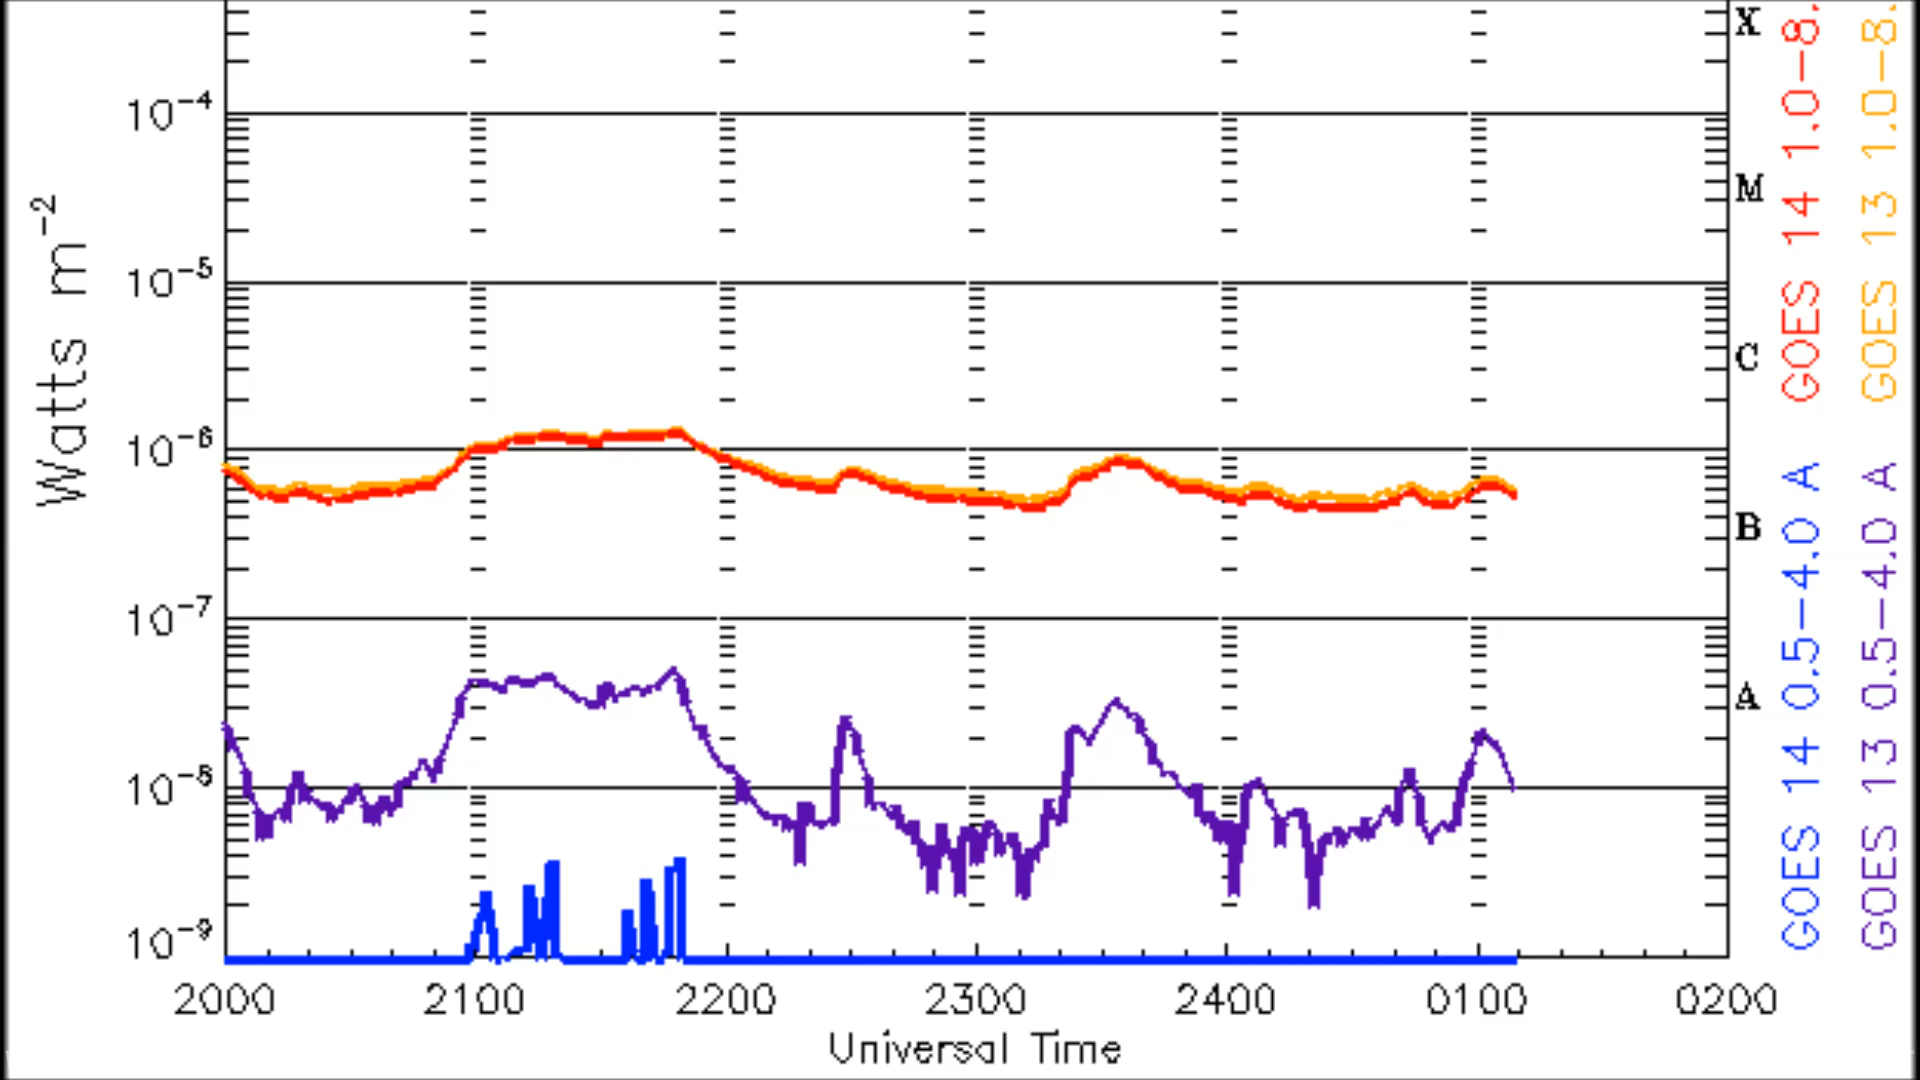 Watts m⁻²
10⁻⁴
10⁻⁵
10⁻⁶
10⁻⁷
10⁻⁸
10⁻⁹
2000 2100 2200 2300 2400 0100 0200
Universal Time
X
M
C
B
A
GOES 14 0.5–4.0 A GOES 14 1.0–8.
GOES 13 0.5–4.0 A GOES 13 1.0–8.